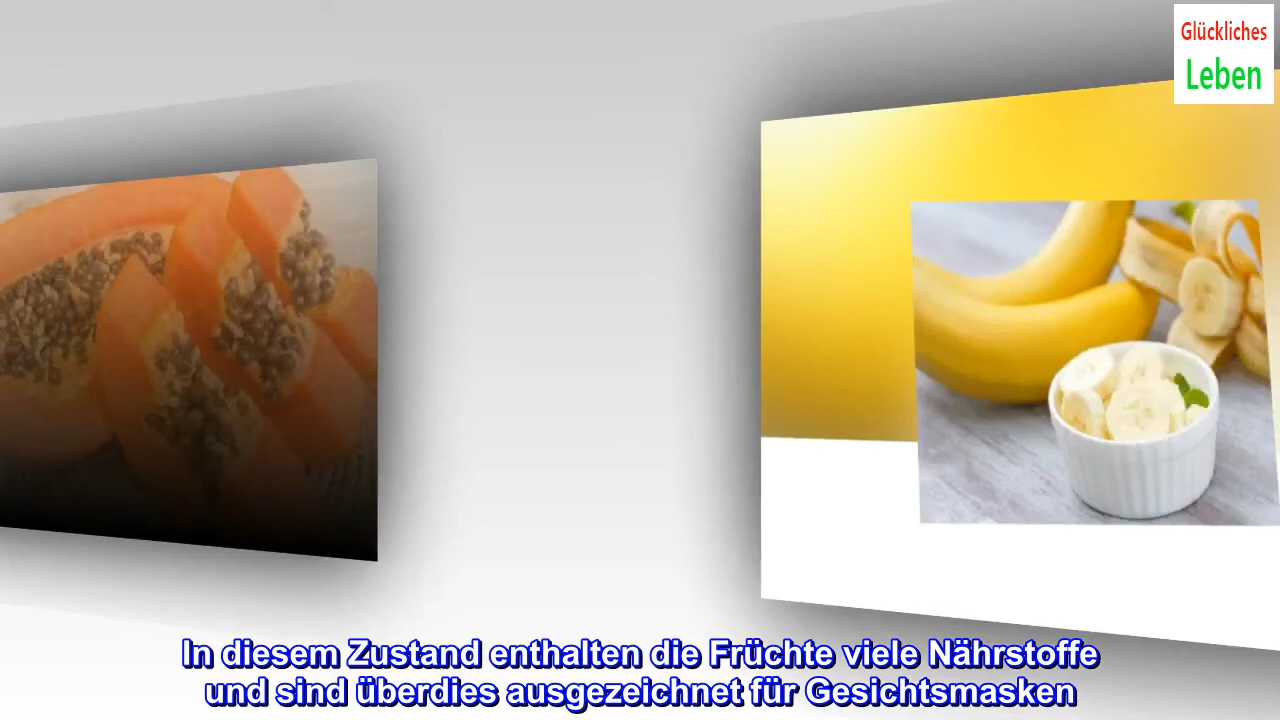 Glückliches
Leben
In diesem Zustand enthalten die Früchte viele Nährstoffe
und sind überdies ausgezeichnet für Gesichtsmasken